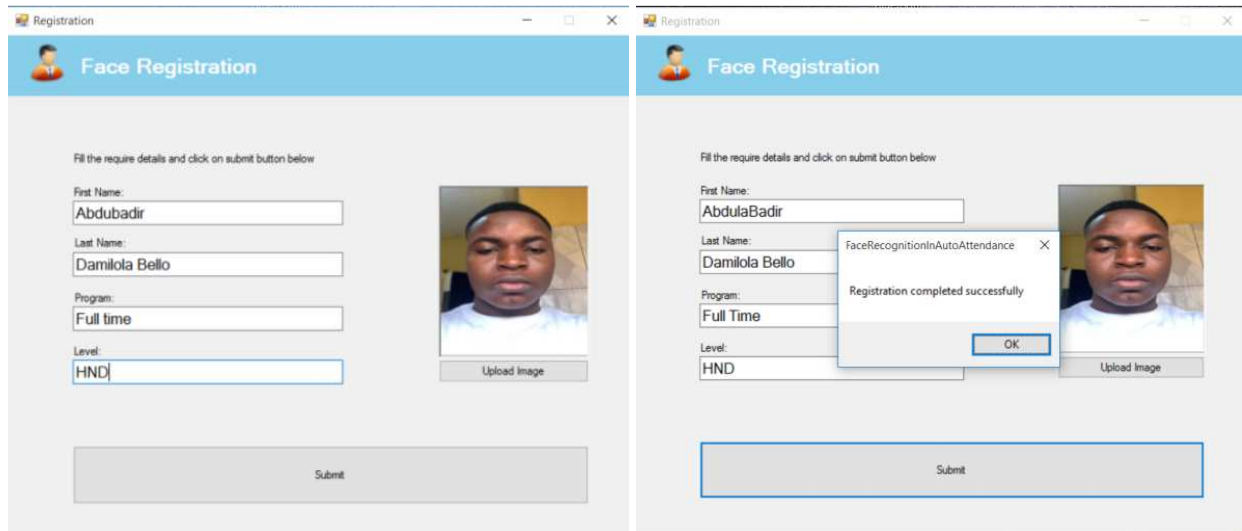 Registration
Face Registration
Fill the require details and click on submit button below
First Name:
Abdubadir
Last Name:
Damilola Bello
Program:
Full time
Level:
HND
Upload Image
Submit
Registration
Face Registration
Fill the require details and click on submit button below
First Name:
AbdulaBadir
Last Name:
Damilola Bello
Program:
Full Time
Level:
HND
FaceRecognitionInAutoAttendance
Registration completed successfully
OK
Upload Image
Submit